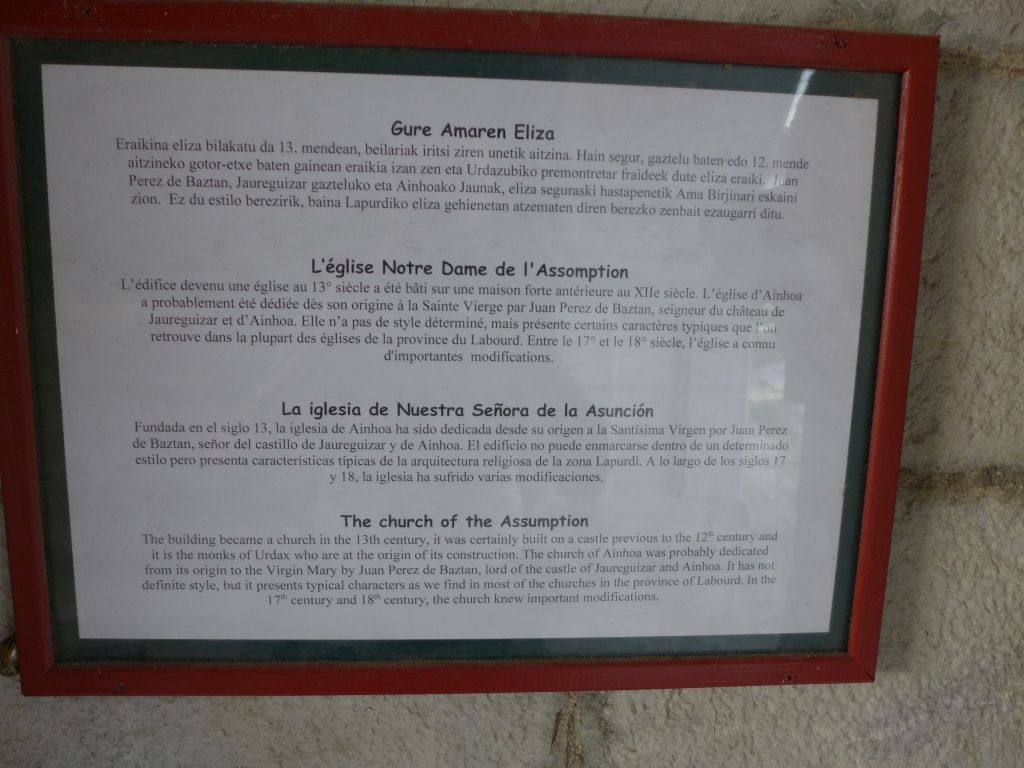 Gure Amaren Eliza
Eraikina eliza bilakatu da 13. mendean, beilariak iritsi ziren unetik aitzina. Hain segur, gaztelu baten edo 12. mende
aitzineko gotor-etxe baten gainean eraikia izan zen eta Urdazubiko premontretar fraideek dute eliza eraiki. Juan
Perez de Baztan, Jaureguizar gazteluko eta Ainhoako Jaunak, eliza seguraski hastapenetik Ama Birjinari eskaini
zion. Ez du estilo berezirik, baina Lapurdiko eliza gehienetan atzematen diren berezko zenbait ezaugarri ditu.
L'église Notre Dame de l'Assomption
L'édifice devenu une église au 13° siècle a été bâti sur une maison forte antérieure au XIIe siècle. L'église d'Ainhoa
a probablement été dédiée dès son origine à la Sainte Vierge par Juan Perez de Baztan, seigneur du château de
Jaureguizar et d'Ainhoa. Elle n'a pas de style déterminé, mais présente certains caractères typiques que l'on
retrouve dans la plupart des églises de la province du Labourd. Entre le 17° et le 18° siècle, l'église a connu
d'importantes modifications.
La iglesia de Nuestra Señora de la Asunción
Fundada en el siglo 13, la iglesia de Ainhoa ha sido dedicada desde su origen a la Santísima Virgen por Juan Perez
de Baztan, señor del castillo de Jaureguizar y de Ainhoa. El edificio no puede enmarcarse dentro de un determinado
estilo pero presenta características típicas de la arquitectura religiosa de la zona Lapurdi. A lo largo de los siglos 17
y 18, la iglesia ha sufrido varias modificaciones.
The church of the Assumption
The building became a church in the 13th century, it was certainly built on a castle previous to the 12th century and
it is the monks of Urdax who are at the origin of its construction. The church of Ainhoa was probably dedicated
from its origin to the Virgin Mary by Juan Perez de Baztan, lord of the castle of Jaureguizar and Ainhoa. It has not
definite style, but it presents typical characters as we find in most of the churches in the province of Labourd. In the
17th century and 18th century, the church knew important modifications.